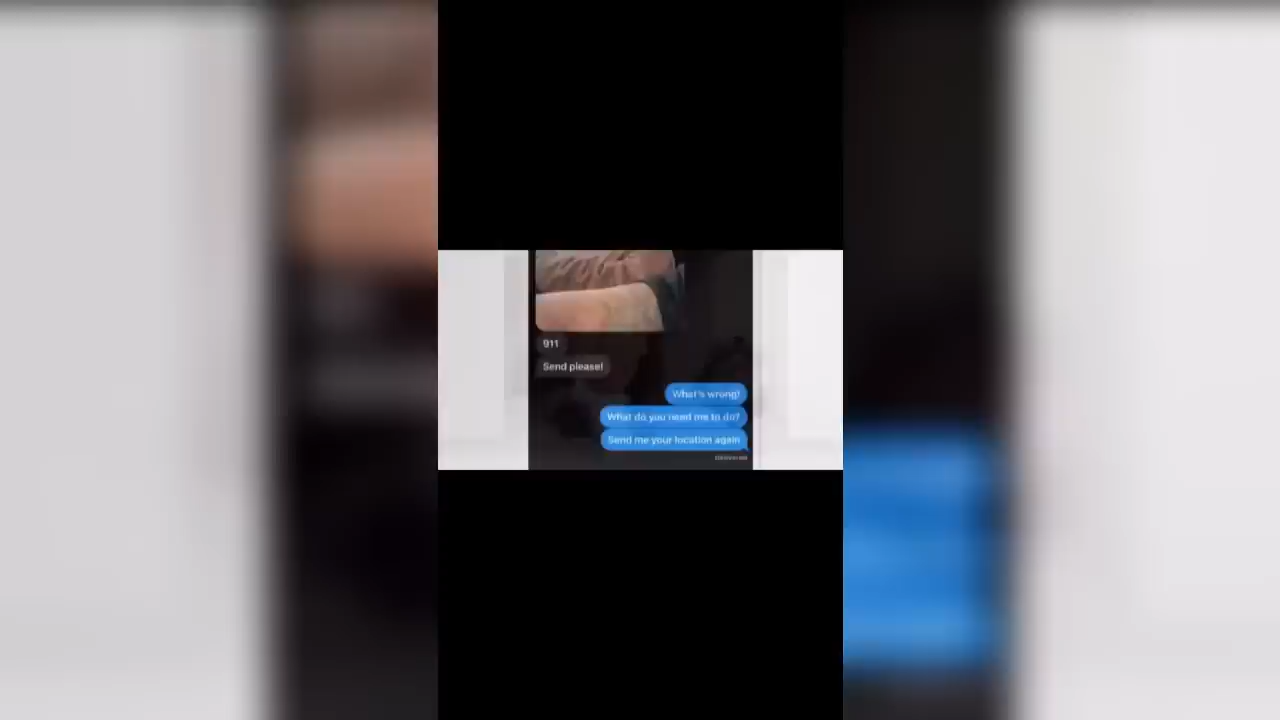 911
Send please!
What's wrong?
What do you need me to do?
Send me your location again